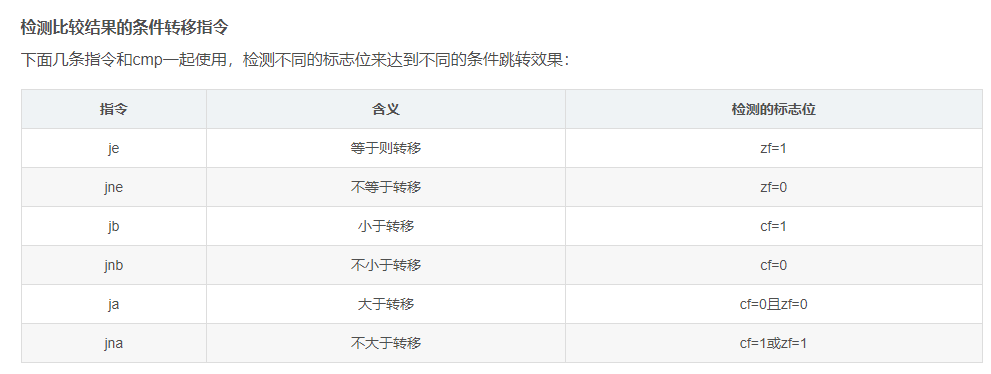 检测比较结果的条件转移指令
下面几条指令和cmp一起使用，检测不同的标志位来达到不同的条件跳转效果：
指令 含义 检测的标志位
je 等于则转移 zf=1
jne 不等于转移 zf=0
jb 小于转移 cf=1
jnb 不小于转移 cf=0
ja 大于转移 cf=0且zf=0
jna 不大于转移 cf=1或zf=1